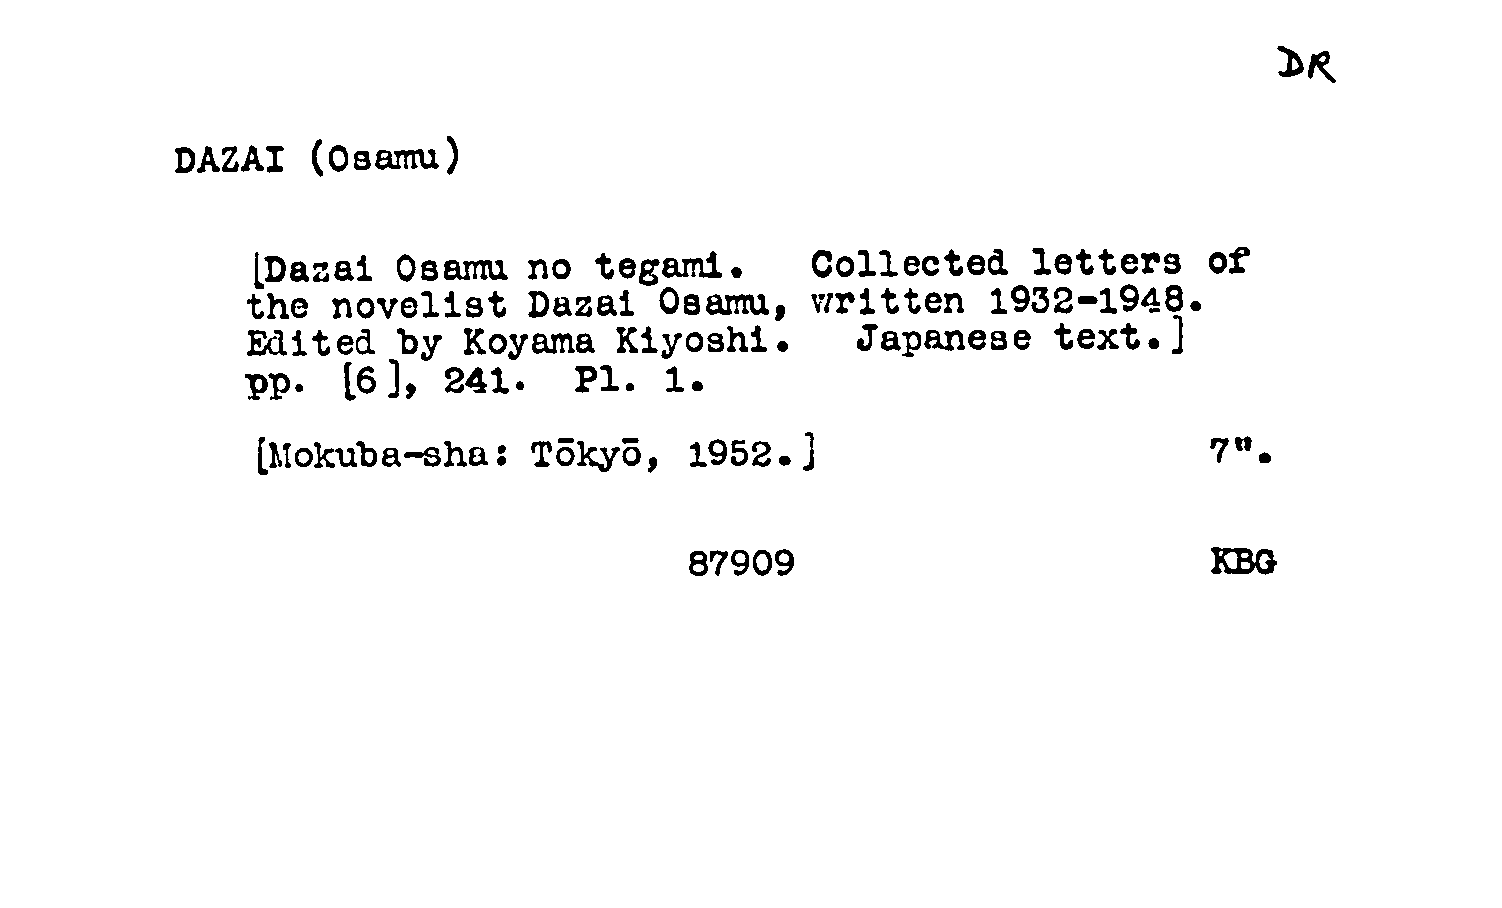 DR
DAZAI (Osamu)
[Dazai Osamu no tegami. Collected letters of
the novelist Dazai Osamu, written 1932-1948.
Edited by Koyama Kiyoshi. Japanese text.]
pp. [6], 241. Pl. 1.
[Mokuba-sha: Tōkyō, 1952.] 7".
87909 KBG